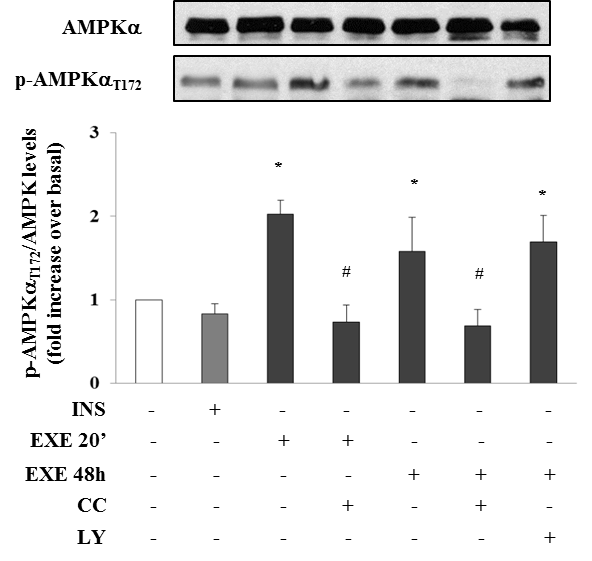 AMPKα
p-AMPKαT172
p-AMPKαT172/AMPK levels
(fold increase over basal)
3
2
1
0
* # * # *
INS - + - - - - -
EXE 20’ - - + + - - -
EXE 48h - - - - + + +
CC - - - + - + -
LY - - - - - - +